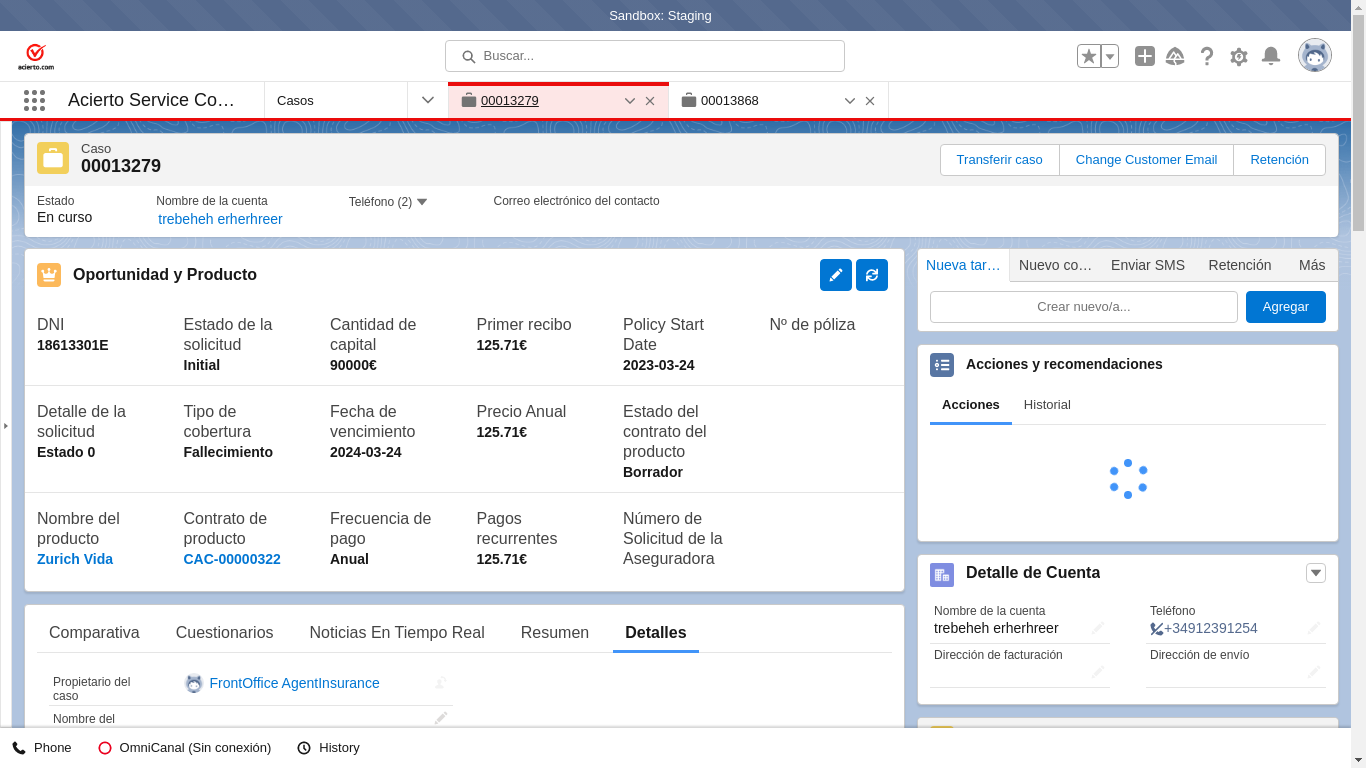 Sandbox: Staging
acierto.com
Buscar...
Acierto Service Co…
Casos
00013279
00013868
Caso
00013279
Transferir caso
Change Customer Email
Retención
Estado
Nombre de la cuenta
Teléfono (2)
Correo electrónico del contacto
En curso
trebeheh erherhreer
Oportunidad y Producto
DNI
18613301E
Estado de la
solicitud
Initial
Cantidad de
capital
90000€
Primer recibo
125.71€
Policy Start
Date
2023-03-24
Nº de póliza
Detalle de la
solicitud
Estado 0
Tipo de
cobertura
Fallecimiento
Fecha de
vencimiento
2024-03-24
Precio Anual
125.71€
Estado del
contrato del
producto
Borrador
Nombre del
producto
Zurich Vida
Contrato de
producto
CAC-00000322
Frecuencia de
pago
Anual
Pagos
recurrentes
125.71€
Número de
Solicitud de la
Aseguradora
Comparativa
Cuestionarios
Noticias En Tiempo Real
Resumen
Detalles
Propietario del
caso
FrontOffice AgentInsurance
Nombre del
Nueva tar…
Nuevo co…
Enviar SMS
Retención
Más
Crear nuevo/a...
Agregar
Acciones y recomendaciones
Acciones
Historial
Detalle de Cuenta
Nombre de la cuenta
trebeheh erherhreer
Teléfono
+34912391254
Dirección de facturación
Dirección de envío
Phone
OmniCanal (Sin conexión)
History